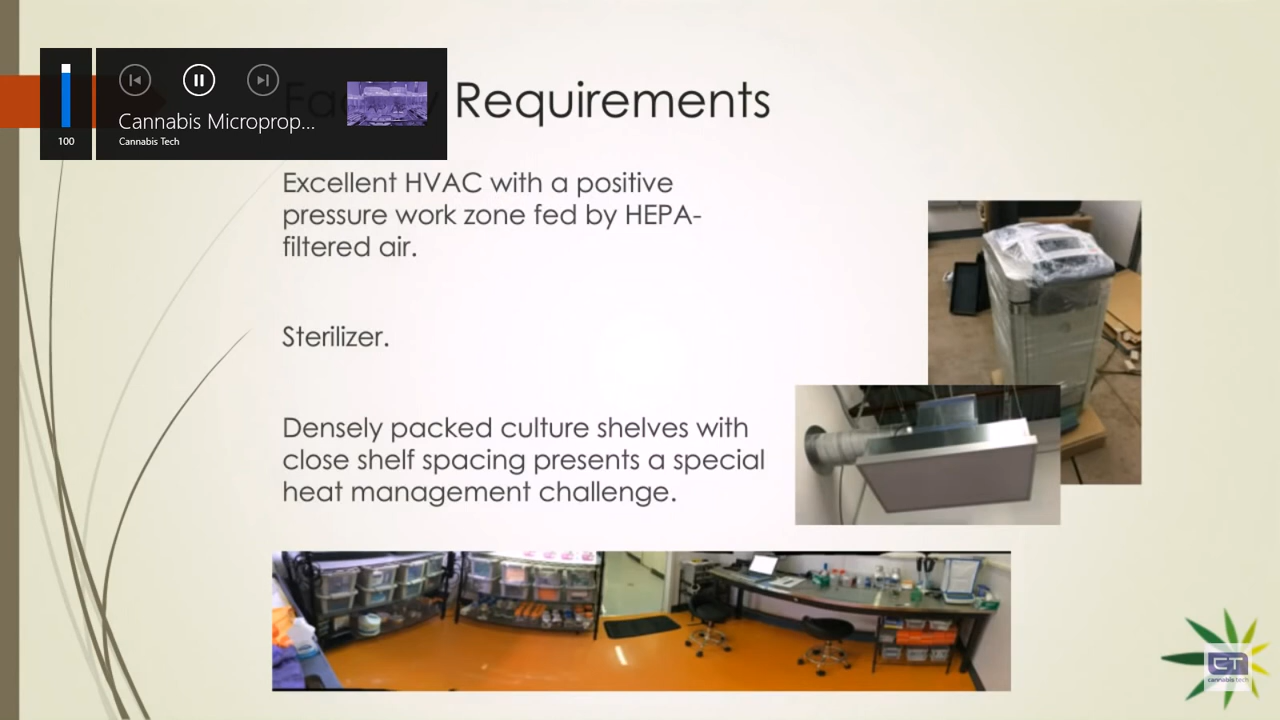 Cannabis Microprop...
Cannabis Tech
100
Requirements
Excellent HVAC with a positive
pressure work zone fed by HEPA-
filtered air.
Sterilizer.
Densely packed culture shelves with
close shelf spacing presents a special
heat management challenge.
CT
cannabis tech